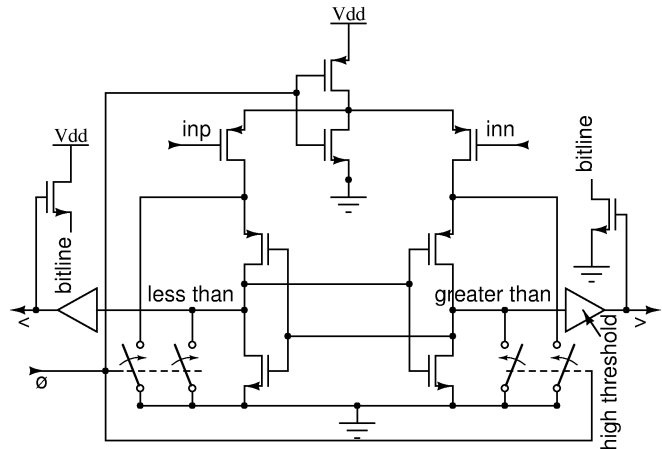 Vdd
inp
inn
Vdd
bitline
bitline
less than
greater than
<
>
ø
high threshold